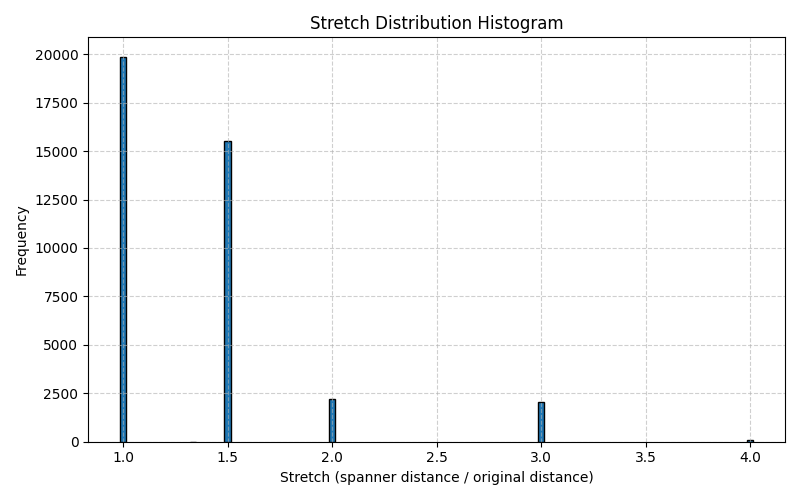 Stretch Distribution Histogram
Frequency
20000
17500
15000
12500
10000
7500
5000
2500
0
1.0 1.5 2.0 2.5 3.0 3.5 4.0
Stretch (spanner distance / original distance)